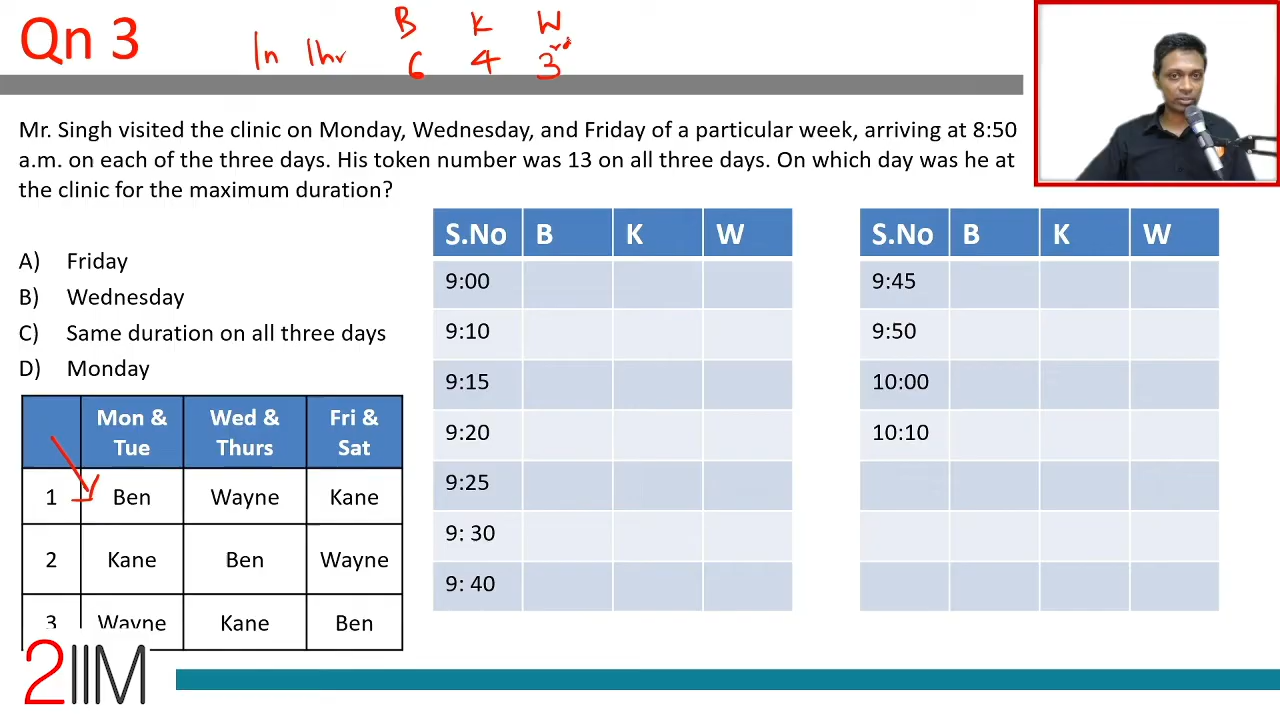 Qn 3
B K W
In 1hr 6 4 3rd
Mr. Singh visited the clinic on Monday, Wednesday, and Friday of a particular week, arriving at 8:50
a.m. on each of the three days. His token number was 13 on all three days. On which day was he at
the clinic for the maximum duration?
A) Friday
B) Wednesday
C) Same duration on all three days
D) Monday
Mon & Tue Wed & Thurs Fri & Sat
1 Ben Wayne Kane
2 Kane Ben Wayne
3 Wayne Kane Ben
S.No B K W
9:00
9:10
9:15
9:20
9:25
9: 30
9: 40
S.No B K W
9:45
9:50
10:00
10:10
2IIM